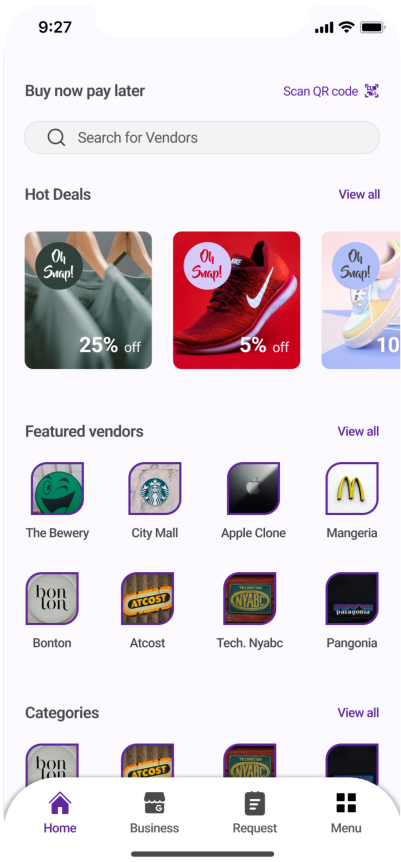 9:27
Buy now pay later
Scan QR code
Search for Vendors
Hot Deals
View all
Oh
Snap!
25% off
Oh
Snap!
5% off
Oh
Snap!
10
Featured vendors
View all
The Bewery
City Mall
Apple Clone
Mangeria
bon
ton
ATCOST
NYABC
patagonia
Bonton
Atcost
Tech. Nyabc
Pangonia
Categories
View all
bon
ton
ATCOST
NYABC
Home
Business
Request
Menu